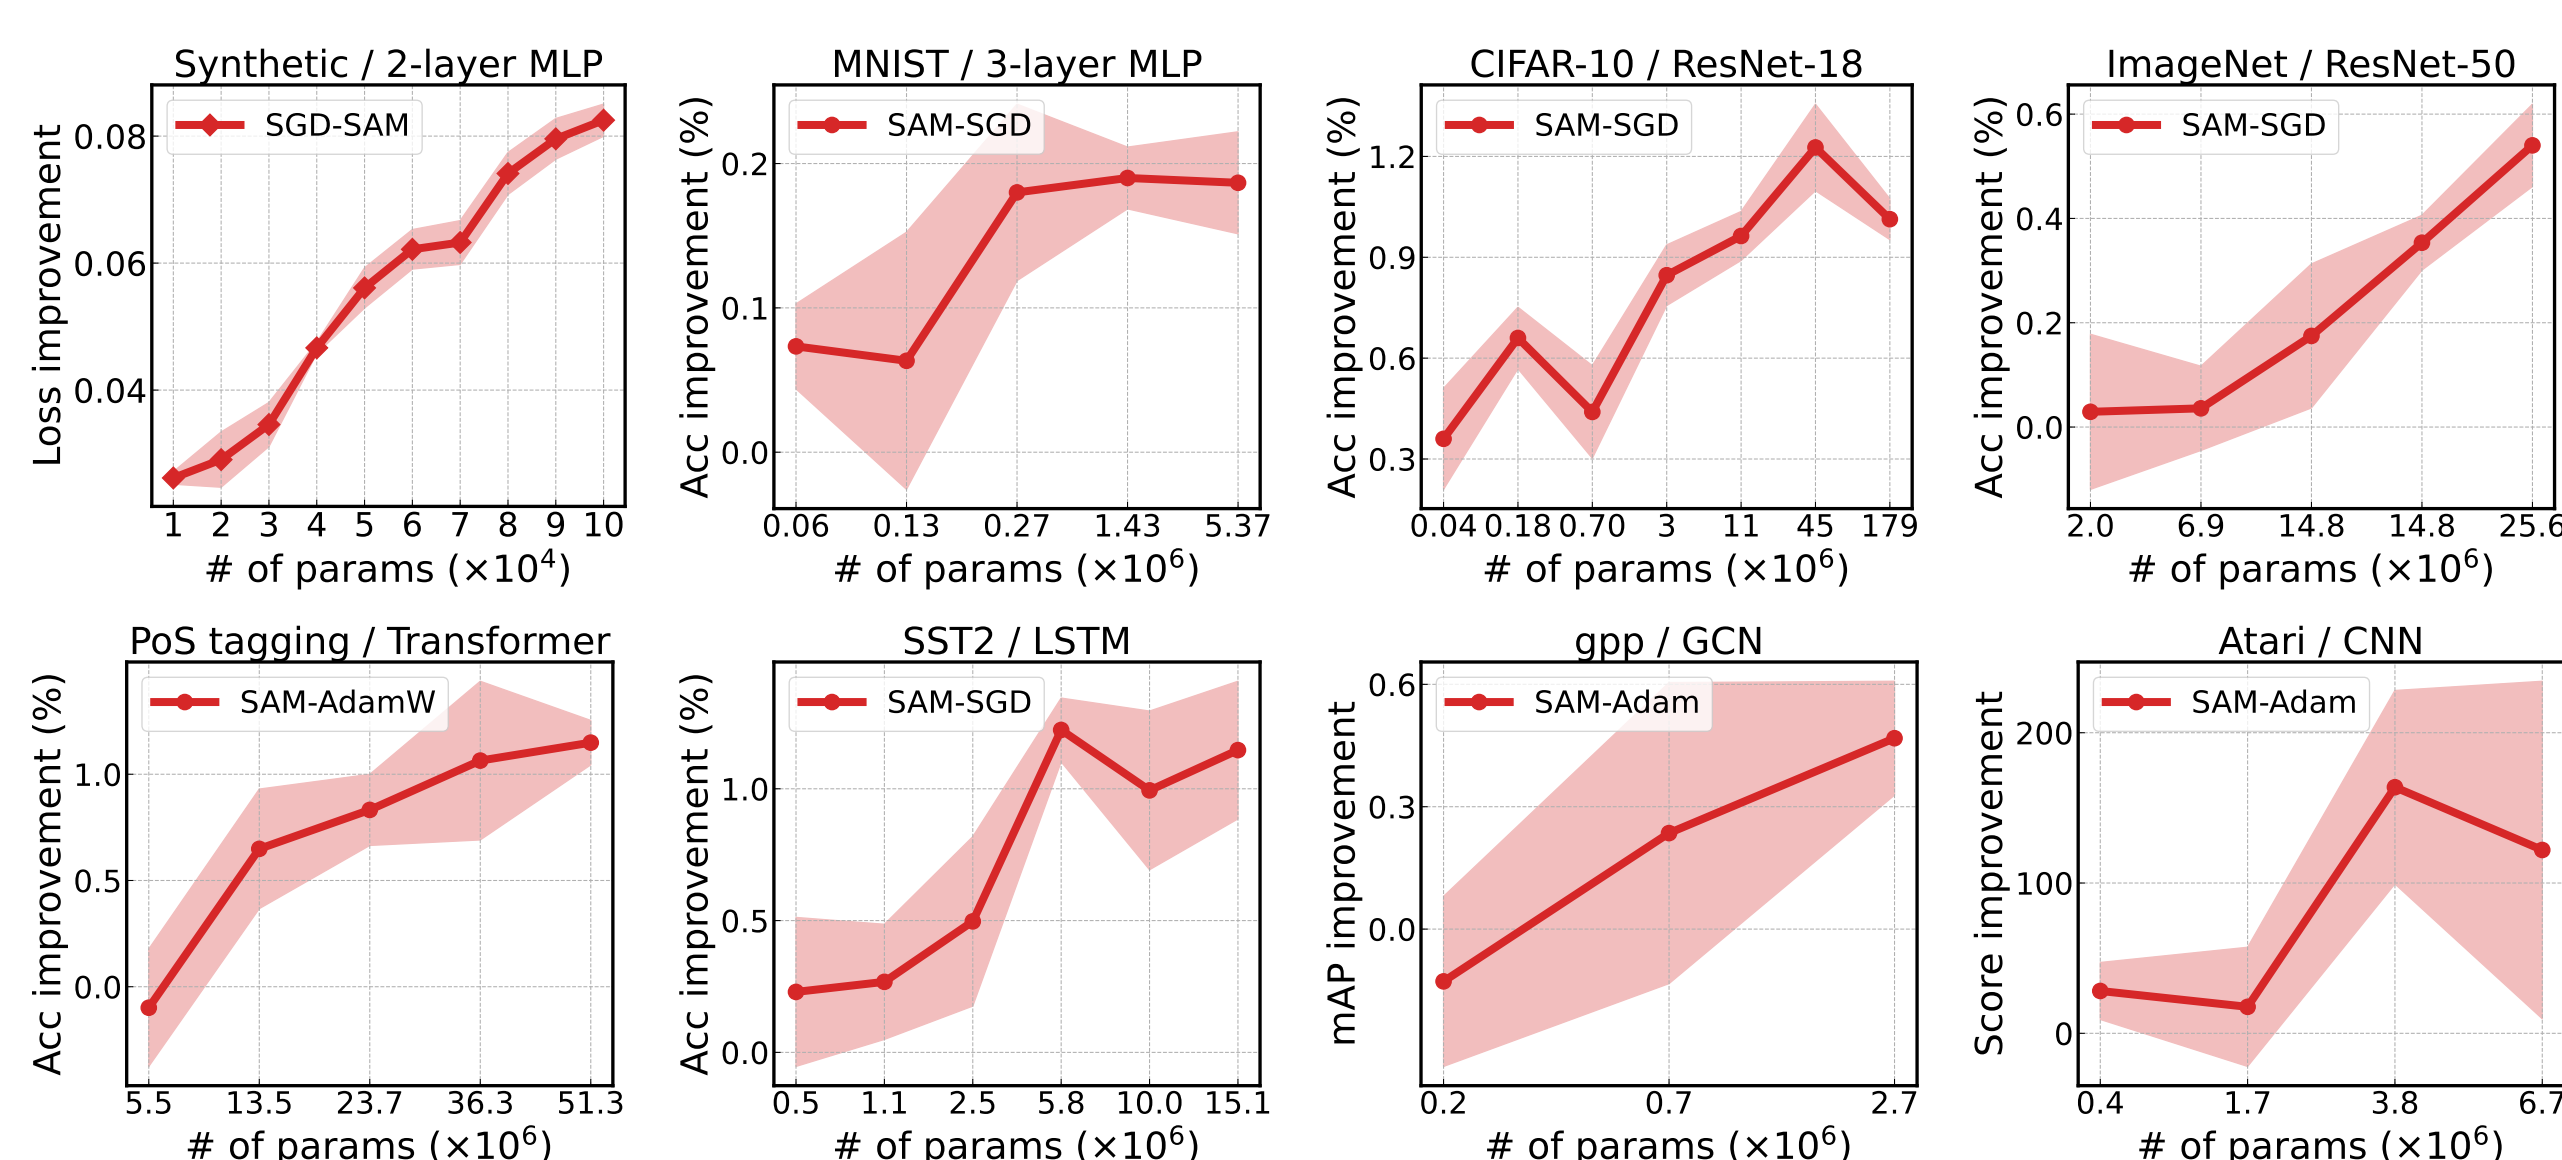 Synthetic / 2-layer MLP
SGD-SAM
Loss improvement
0.08
0.06
0.04
1 2 3 4 5 6 7 8 9 10
# of params (×10⁴)
MNIST / 3-layer MLP
SAM-SGD
Acc improvement (%)
0.2
0.1
0.0
0.06 0.13 0.27 1.43 5.37
# of params (×10⁶)
CIFAR-10 / ResNet-18
SAM-SGD
Acc improvement (%)
1.2
0.9
0.6
0.3
0.04 0.18 0.70 3 11 45 179
# of params (×10⁶)
ImageNet / ResNet-50
SAM-SGD
Acc improvement (%)
0.6
0.4
0.2
0.0
2.0 6.9 14.8 14.8 25.6
# of params (×10⁶)
PoS tagging / Transformer
SAM-AdamW
Acc improvement (%)
1.0
0.5
0.0
5.5 13.5 23.7 36.3 51.3
# of params (×10⁶)
SST2 / LSTM
SAM-SGD
Acc improvement (%)
1.0
0.5
0.0
0.5 1.1 2.5 5.8 10.0 15.1
# of params (×10⁶)
gpp / GCN
SAM-Adam
mAP improvement
0.6
0.3
0.0
0.2 0.7 2.7
# of params (×10⁶)
Atari / CNN
SAM-Adam
Score improvement
200
100
0
0.4 1.7 3.8 6.7
# of params (×10⁶)